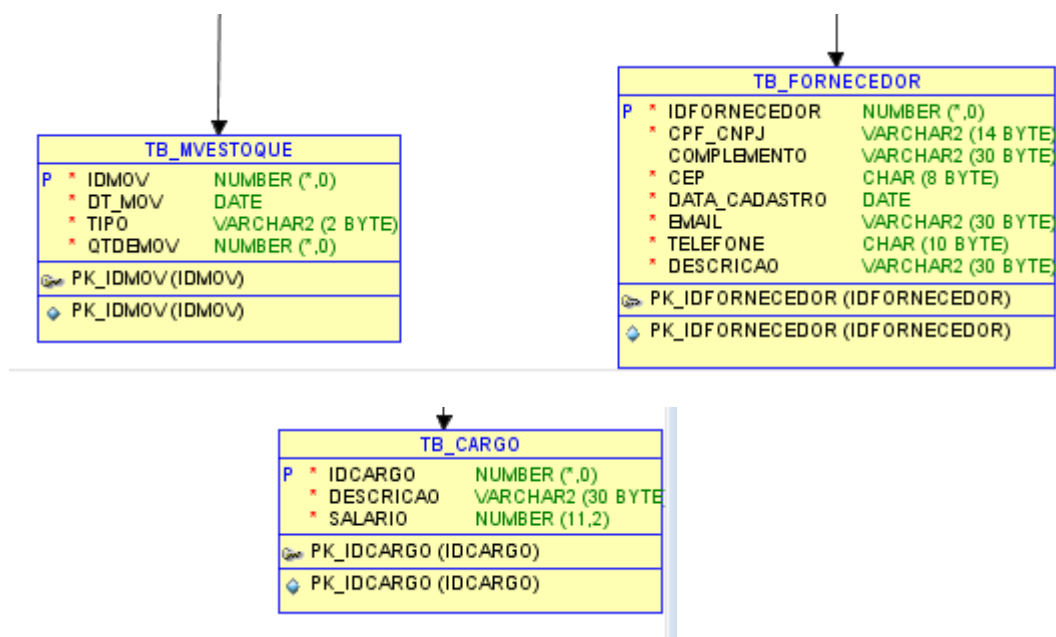 TB_MVESTOQUE
P * IDMOV NUMBER (*,0)
* DT_MOV DATE
* TIPO VARCHAR2 (2 BYTE)
* QTDEMOV NUMBER (*,0)
PK_IDMOV (IDMOV)
PK_IDMOV (IDMOV)
TB_FORNECEDOR
P * IDFORNECEDOR NUMBER (*,0)
* CPF_CNPJ VARCHAR2 (14 BYTE)
COMPLEMENTO VARCHAR2 (30 BYTE)
* CEP CHAR (8 BYTE)
* DATA_CADASTRO DATE
* EMAIL VARCHAR2 (30 BYTE)
* TELEFONE CHAR (10 BYTE)
* DESCRICAO VARCHAR2 (30 BYTE)
PK_IDFORNECEDOR (IDFORNECEDOR)
PK_IDFORNECEDOR (IDFORNECEDOR)
TB_CARGO
P * IDCARGO NUMBER (*,0)
* DESCRICAO VARCHAR2 (30 BYTE
* SALARIO NUMBER (11,2)
PK_IDCARGO (IDCARGO)
PK_IDCARGO (IDCARGO)